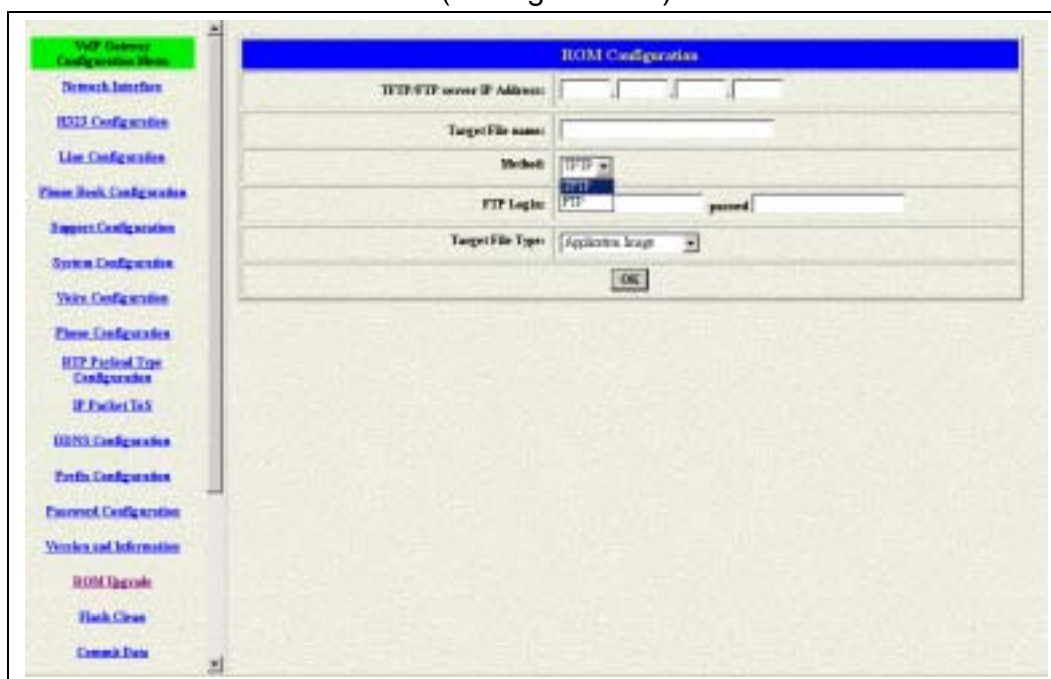 VoIP Gateway
Configuration Menu
Network Interface
H323 Configuration
Line Configuration
Phone Book Configuration
Support Configuration
System Configuration
Voice Configuration
Phone Configuration
RTP Payload Type
Configuration
IP Packet ToS
DDNS Configuration
Prefix Configuration
Password Configuration
Version and Information
ROM Upgrade
Flash Clean
Commit Data
ROM Configuration
TFTP/FTP server IP Address:
Target File name:
Method: TFTP
TFTP
FTP
FTP Login: passwd
Target File Type: Application Image
OK